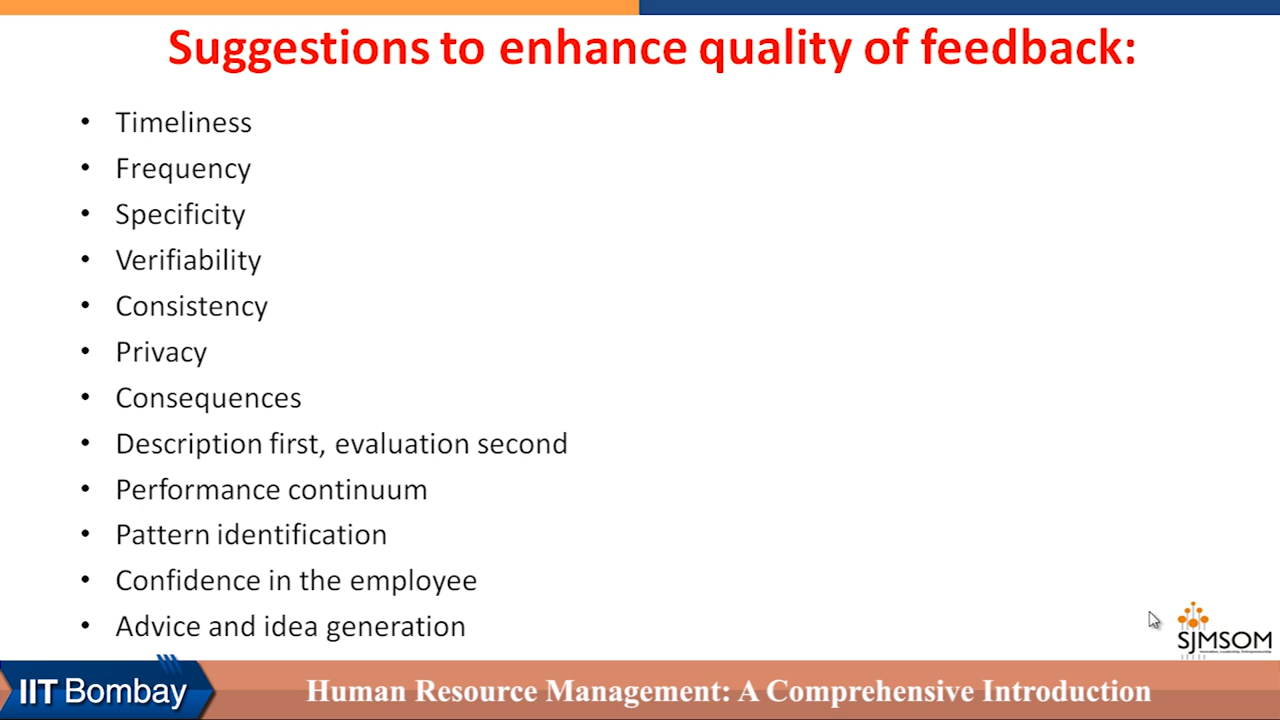 Suggestions to enhance quality of feedback:
• Timeliness
• Frequency
• Specificity
• Verifiability
• Consistency
• Privacy
• Consequences
• Description first, evaluation second
• Performance continuum
• Pattern identification
• Confidence in the employee
• Advice and idea generation
SJMSOM
IIT Bombay
Human Resource Management: A Comprehensive Introduction